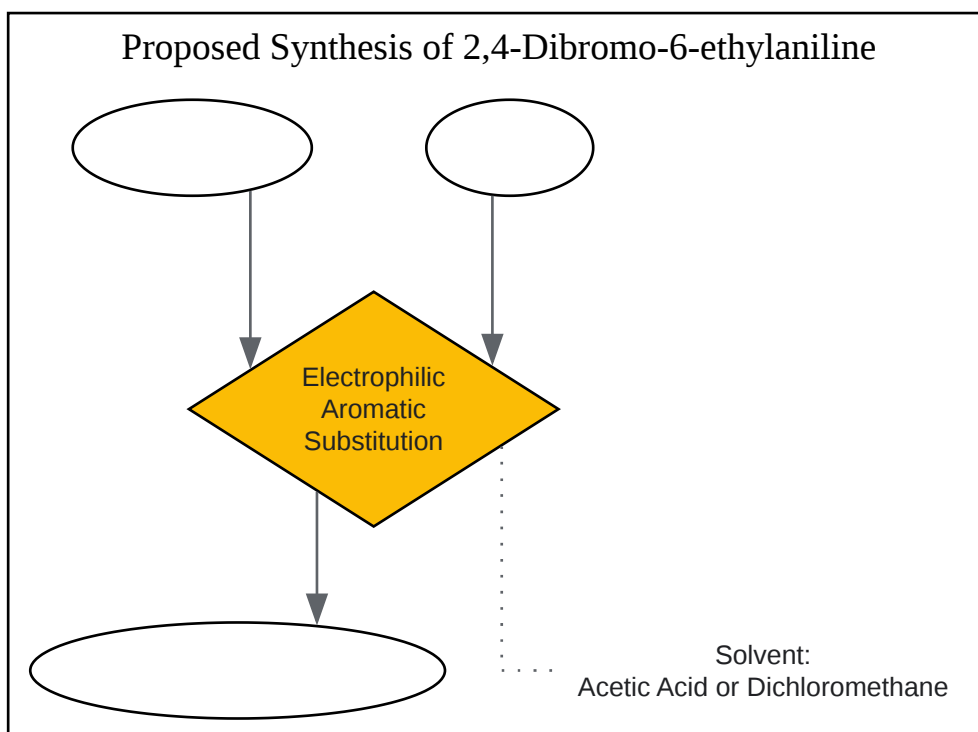 Proposed Synthesis of 2,4-Dibromo-6-ethylaniline
Electrophilic
Aromatic
Substitution
Solvent:
Acetic Acid or Dichloromethane